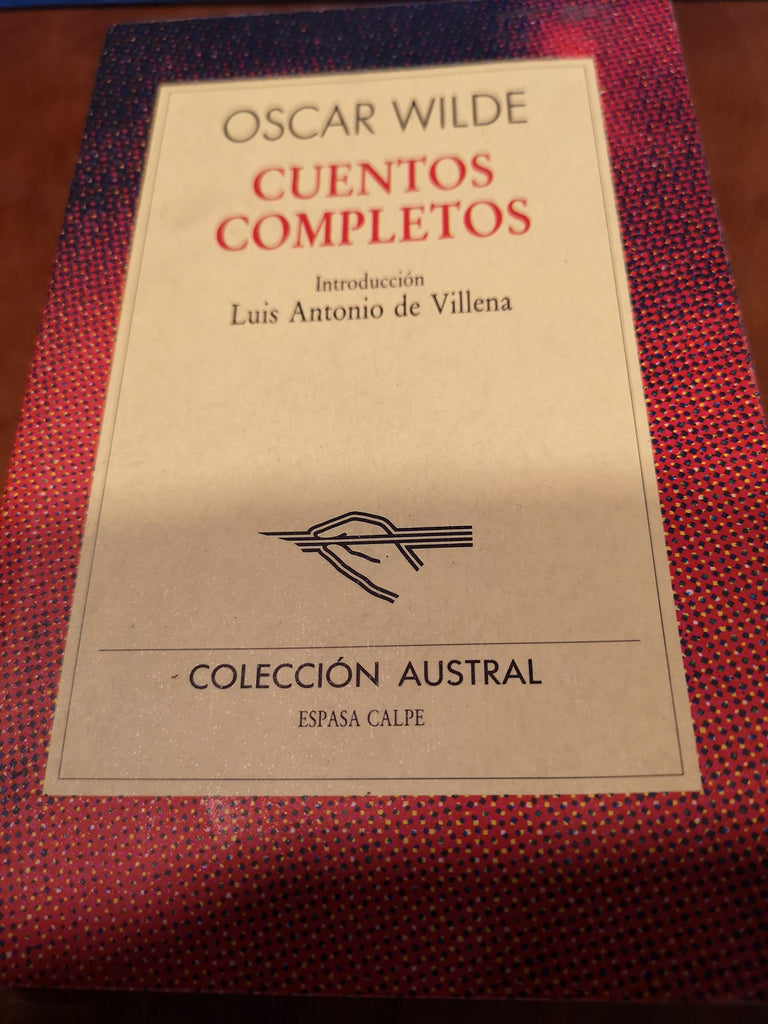 OSCAR WILDE
CUENTOS
COMPLETOS
Introducción
Luis Antonio de Villena
COLECCIÓN AUSTRAL
ESPASA CALPE